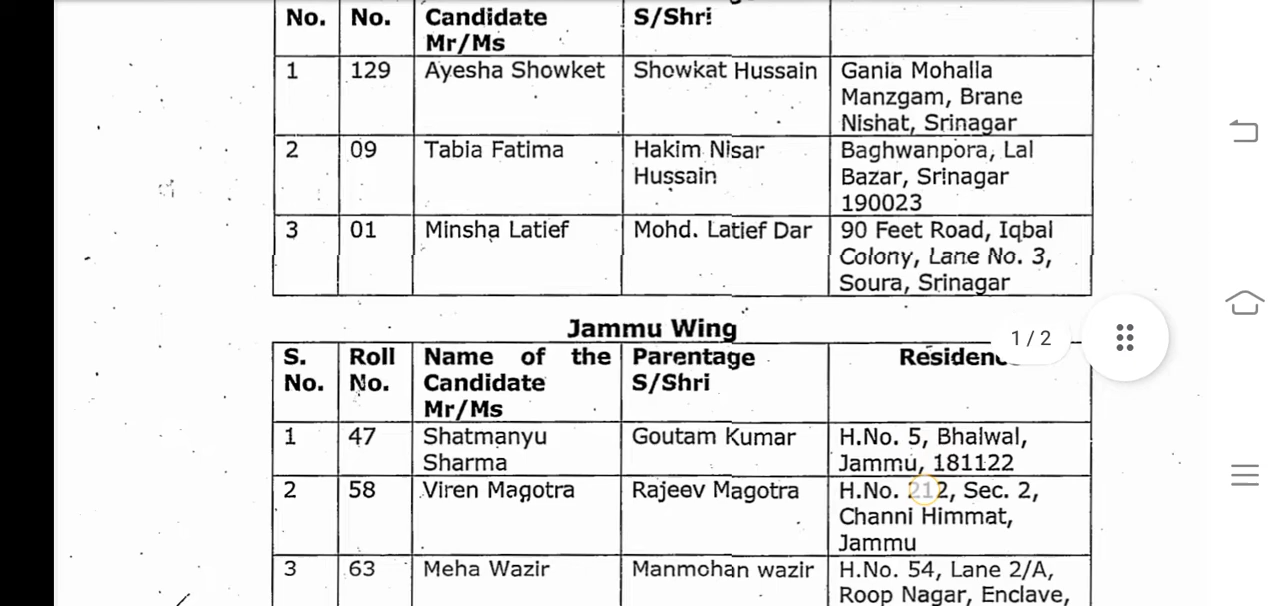 No. No. Candidate S/Shri
Mr/Ms
1 129 Ayesha Showket Showkat Hussain Gania Mohalla
Manzgam, Brane
Nishat, Srinagar
2 09 Tabia Fatima Hakim Nisar Baghwanpora, Lal
Hussain Bazar, Srinagar
190023
3 01 Minsha Latief Mohd. Latief Dar 90 Feet Road, Iqbal
Colony, Lane No. 3,
Soura, Srinagar
Jammu Wing
1 / 2
S. Roll Name of the Parentage
No. No. Candidate S/Shri
Mr/Ms
1 47 Shatmanyu Goutam Kumar H.No. 5, Bhalwal,
Sharma Jammu, 181122
2 58 Viren Magotra Rajeev Magotra H.No. 212, Sec. 2,
Channi Himmat,
Jammu
3 63 Meha Wazir Manmohan wazir H.No. 54, Lane 2/A,
Roop Nagar, Enclave,